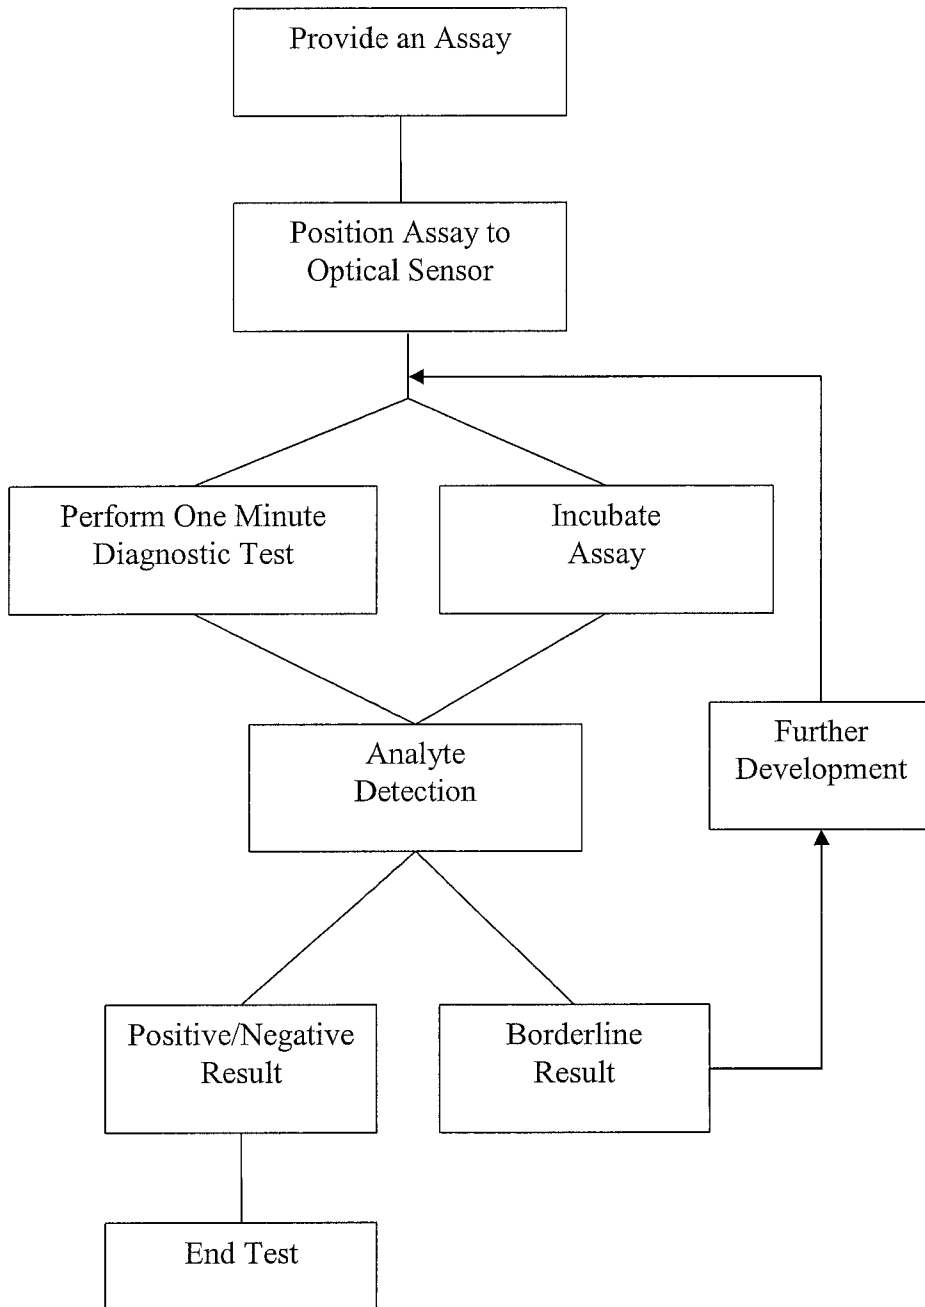 Provide an Assay
Position Assay to
Optical Sensor
Perform One Minute
Diagnostic Test
Incubate
Assay
Analyte
Detection
Further
Development
Positive/Negative
Result
Borderline
Result
End Test